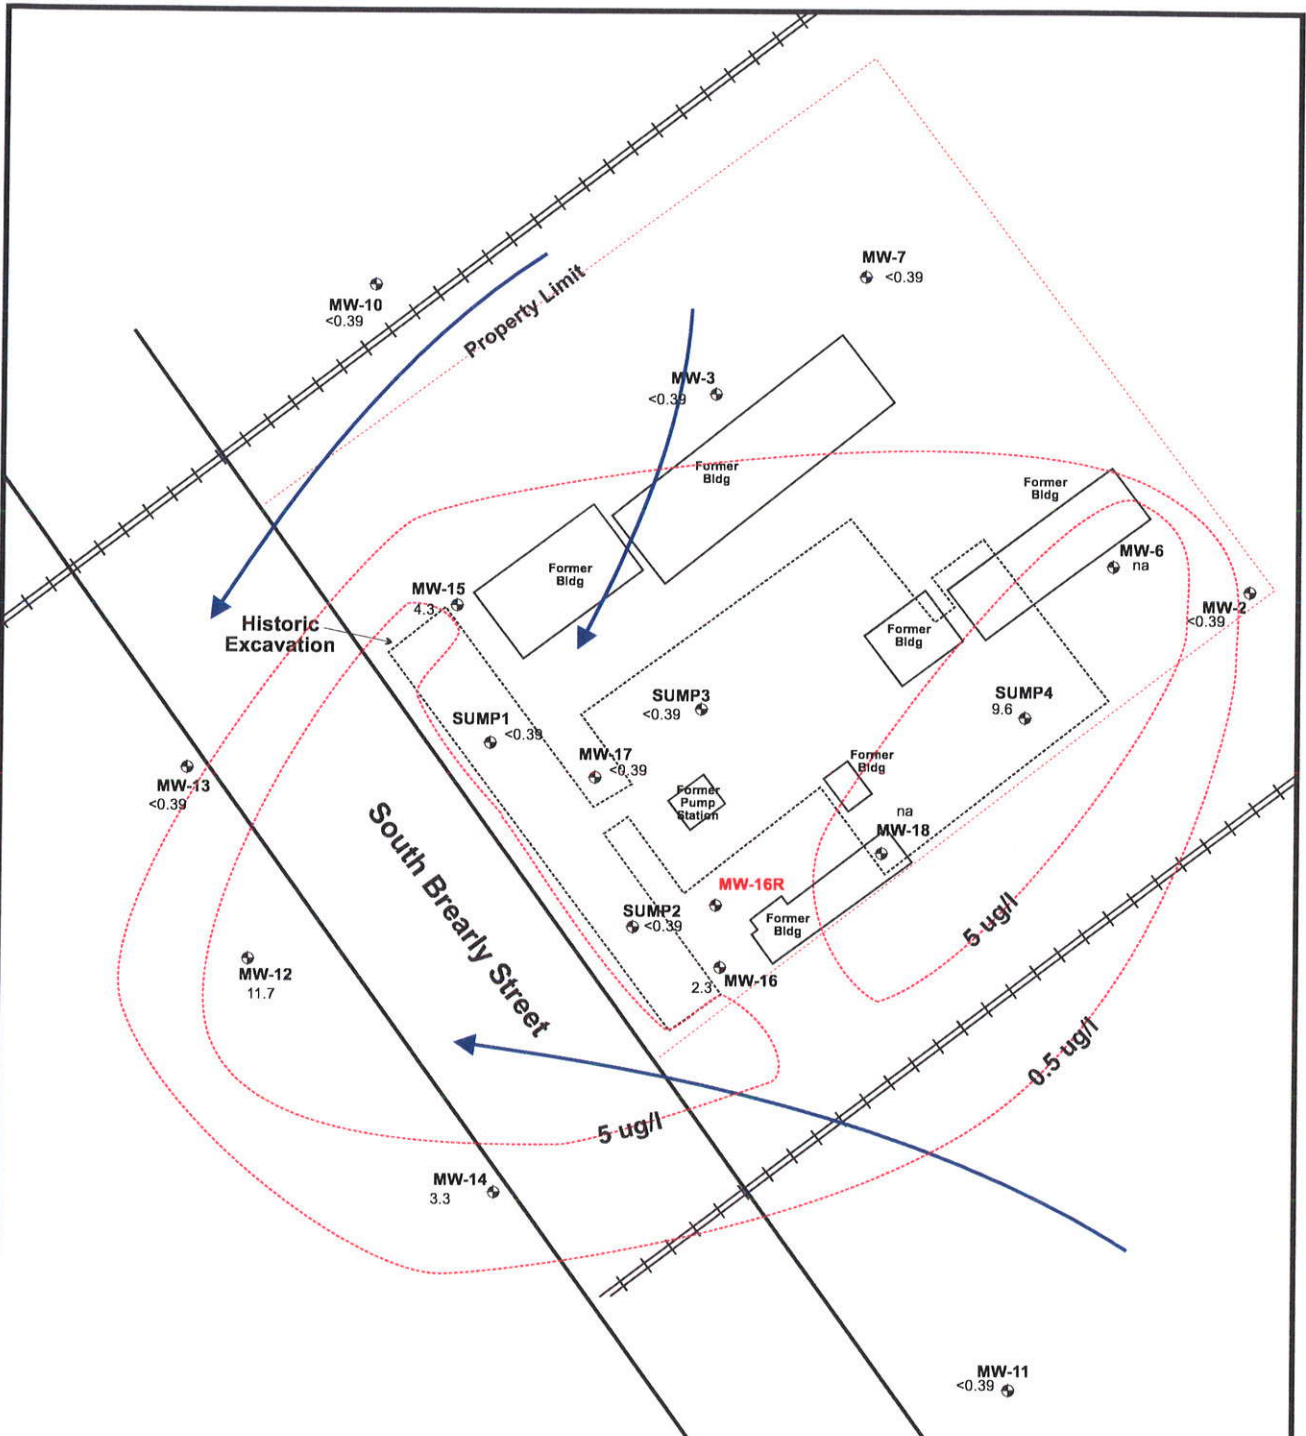 MW-7
<0.39
Property Limit
MW-10
<0.39
MW-3
<0.39
Former
Bldg
Former
Bldg
MW-6
na
Former
Bldg
MW-15
4.3
MW-2
<0.39
Historic
Excavation
Former
Bldg
SUMP3
<0.39
SUMP4
9.6
SUMP1
<0.39
MW-17
<0.39
Former
Bldg
MW-13
<0.39
Former
Pump
Station
na
MW-18
South Brearly Street
MW-16R
SUMP2
<0.39
Former
Bldg
5 ug/l
MW-12
11.7
MW-16
2.3
0.5 ug/l
5 ug/l
MW-14
3.3
MW-11
<0.39